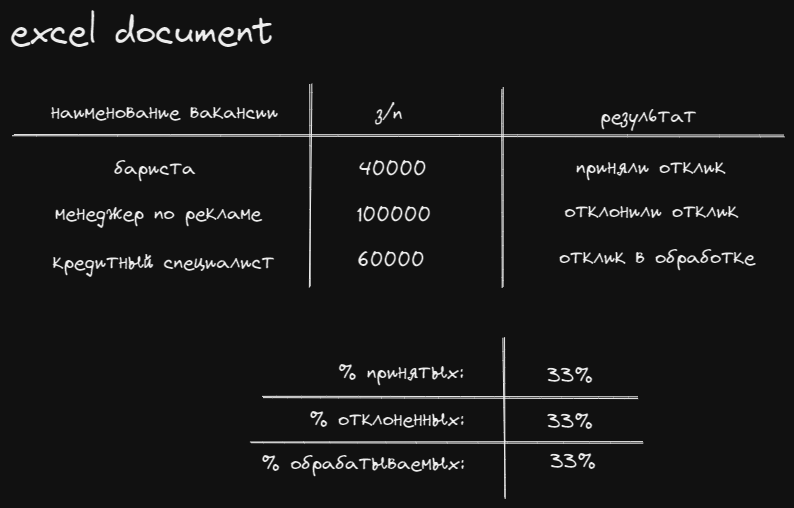 excel document
наименование вакансии з/п результат
бариста 40000 приняли отклик
менеджер по рекламе 100000 отклонили отклик
кредитный специалист 60000 отклик в обработке
% принятых: 33%
% отклоненных: 33%
% обрабатываемых: 33%